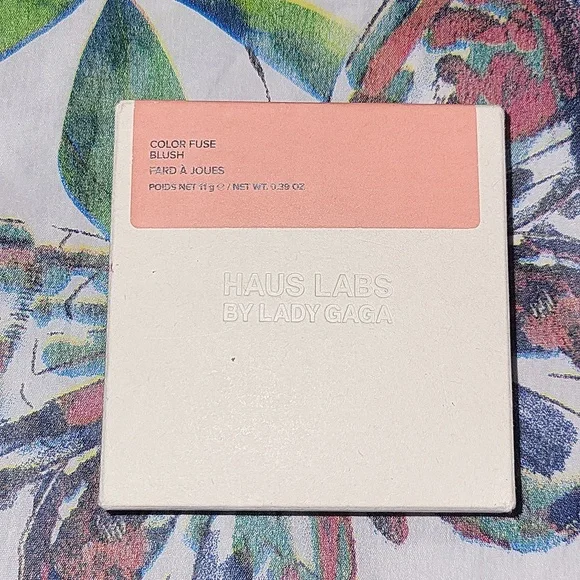 COLOR FUSE
BLUSH
FARD À JOUES
POIDS NET 11 g ℮ / NET WT. 0.39 OZ
HAUS LABS
BY LADY GAGA